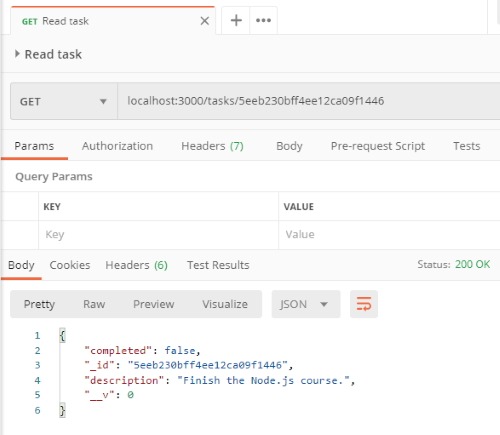 GET Read task
Read task
GET localhost:3000/tasks/5eeb230bff4ee12ca09f1446
Params Authorization Headers (7) Body Pre-request Script Tests
Query Params
KEY VALUE
Key Value
Body Cookies Headers (6) Test Results Status: 200 OK
Pretty Raw Preview Visualize JSON
1 {
2 "completed": false,
3 "_id": "5eeb230bff4ee12ca09f1446",
4 "description": "Finish the Node.js course.",
5 "__v": 0
6 }